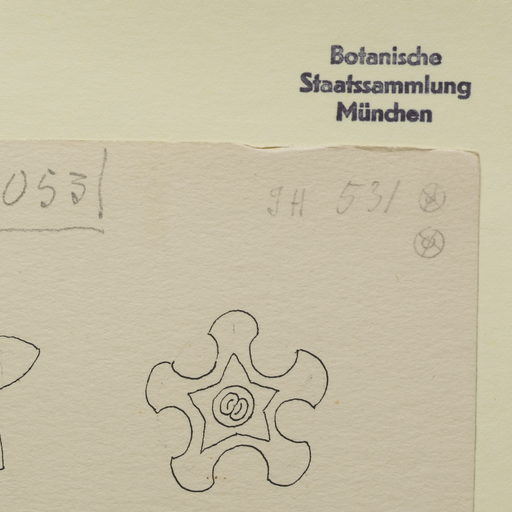 Botanische
Staatssammlung
München
053/
JH 531